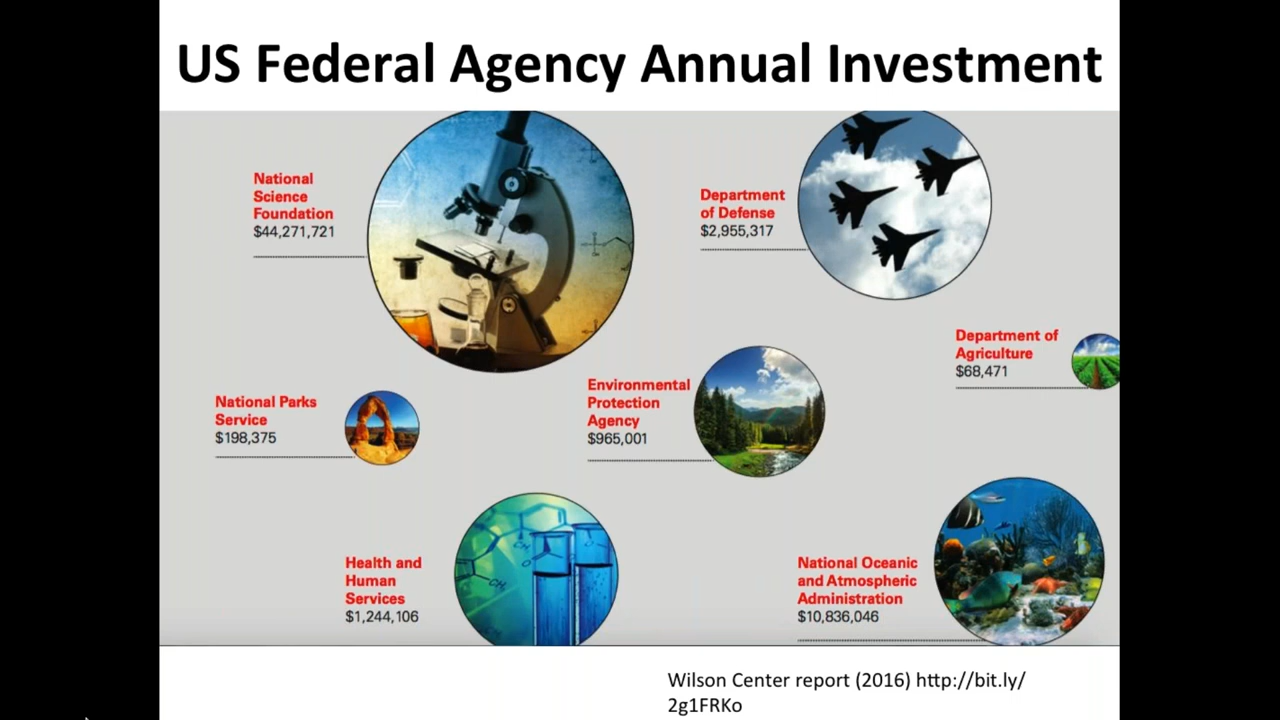 US Federal Agency Annual Investment
National
Science
Foundation
$44,271,721
Department
of Defense
$2,955,317
Department of
Agriculture
$68,471
National Parks
Service
$198,375
Environmental
Protection
Agency
$965,001
Health and
Human
Services
$1,244,106
National Oceanic
and Atmospheric
Administration
$10,836,046
CH
O
O
CH
Wilson Center report (2016) http://bit.ly/
2g1FRKo